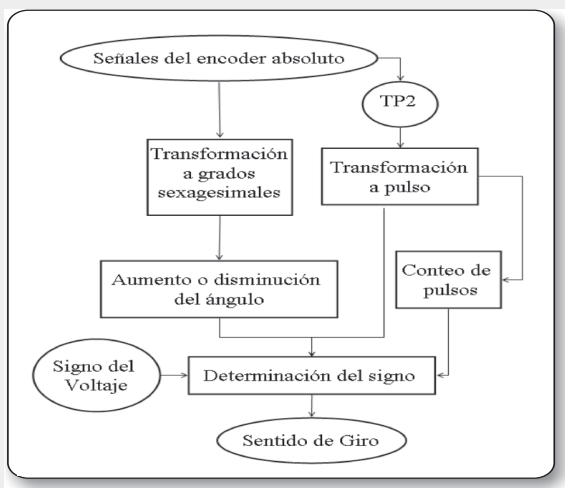 Señales del encoder absoluto
TP2
Transformación
a grados
sexagesimales
Transformación
a pulso
Aumento o disminución
del ángulo
Conteo de
pulsos
Signo del
Voltaje
Determinación del signo
Sentido de Giro